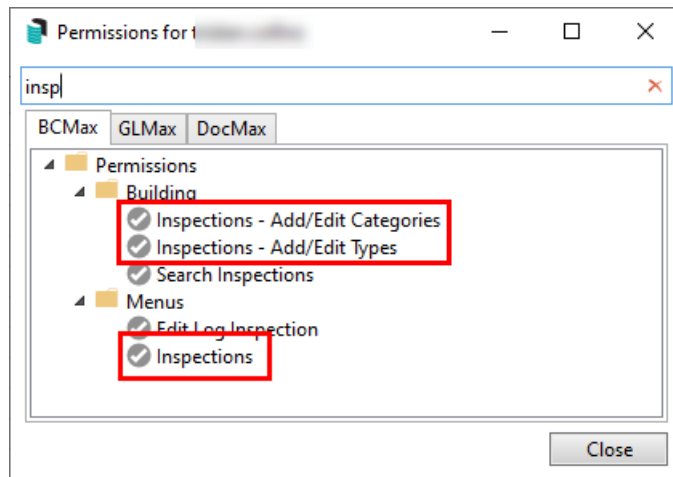 Permissions for
insp
BCMax GLMax DocMax
Permissions
Building
Inspections - Add/Edit Categories
Inspections - Add/Edit Types
Search Inspections
Menus
Edit Log Inspection
Inspections
Close